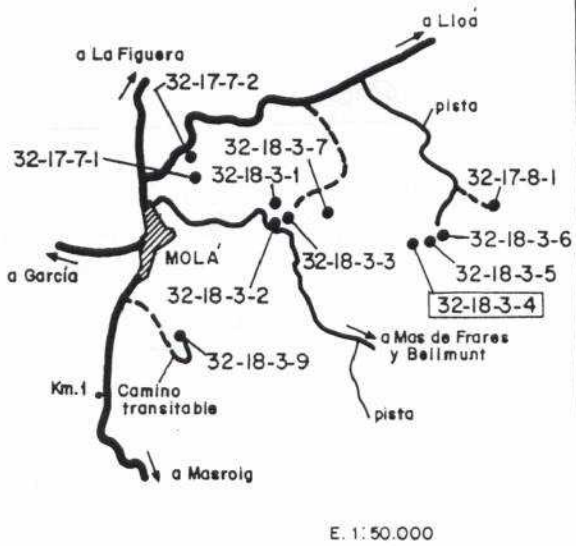 a Lloá
a La Figuera
32-17-7-2
pista
32-17-7-1
32-18-3-7
32-18-3-1
32-17-8-1
MOLÁ
32-18-3-3
32-18-3-6
a García
32-18-3-2
32-18-3-5
32-18-3-4
32-18-3-9
a Mas de Frares
y Bellmunt
Km.1
Camino
transitable
pista
a Masroig
E. 1:50.000